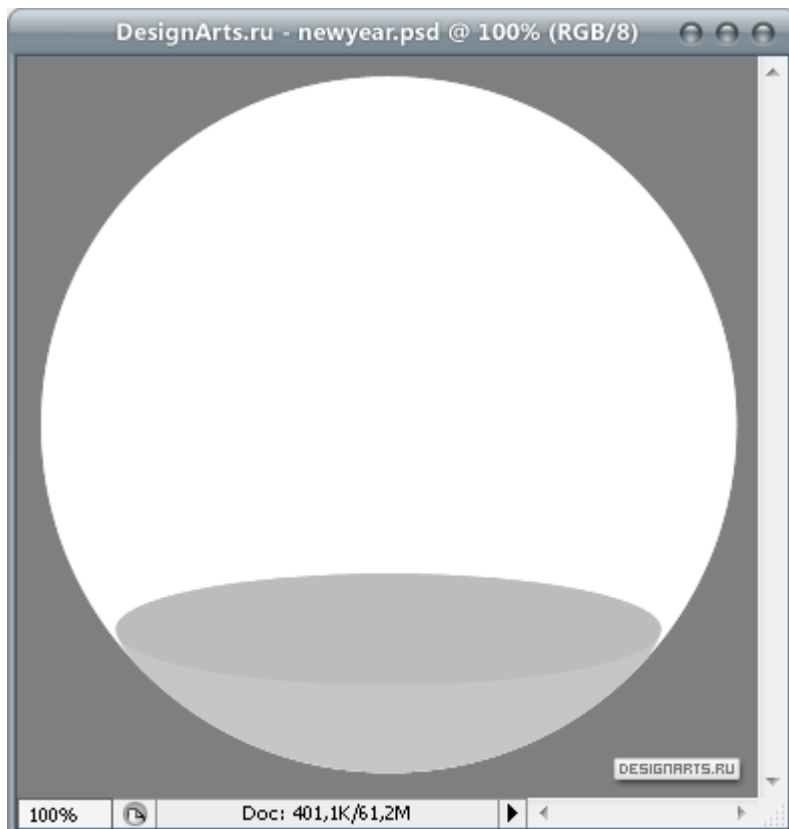 DesignArts.ru - newyear.psd @ 100% (RGB/8)
DESIGNARTS.RU
100% Doc: 401,1K/61,2M